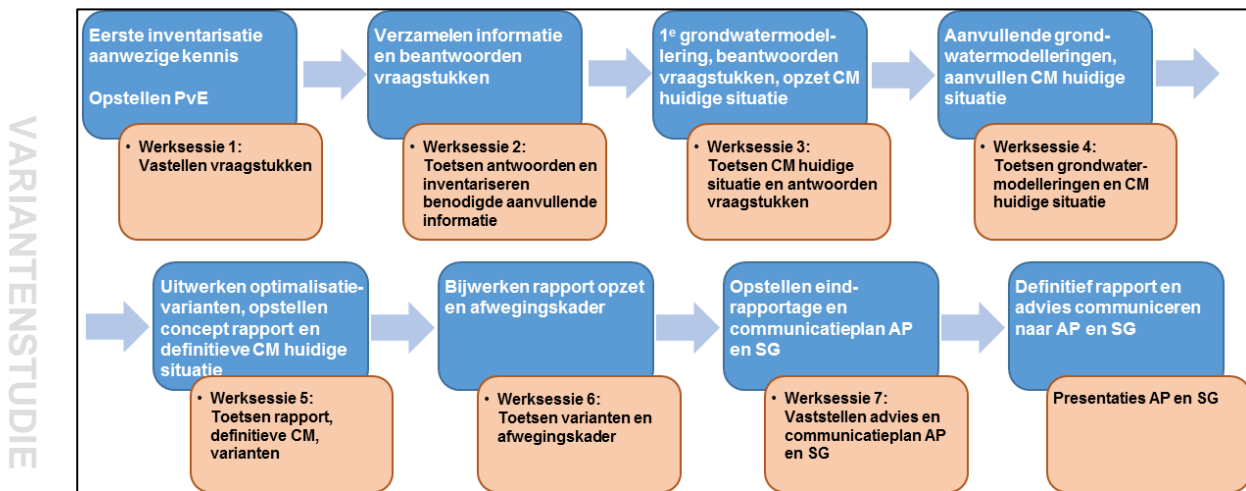 VARIANTENSTUDIE
Eerste inventarisatie
aanwezige kennis
Opstellen PvE
• Werksessie 1:
Vastellen vraagstukken
Verzamelen informatie
en beantwoorden
vraagstukken
• Werksessie 2:
Toetsen antwoorden en
inventariseren
benodigde aanvullende
informatie
1e grondwatermodel-
lering, beantwoorden
vraagstukken, opzet CM
huidige situatie
• Werksessie 3:
Toetsen CM huidige
situatie en antwoorden
vraagstukken
Aanvullende grond-
watermodelleringen,
aanvullen CM huidige
situatie
• Werksessie 4:
Toetsen grondwater-
modelleringen en CM
huidige situatie
Uitwerken optimalisatie-
varianten, opstellen
concept rapport en
definitieve CM huidige
situatie
• Werksessie 5:
Toetsen rapport,
definitieve CM,
varianten
Bijwerken rapport opzet
en afwegingskader
• Werksessie 6:
Toetsen varianten en
afwegingskader
Opstellen eind-
rapportage en
communicatieplan AP
en SG
• Werksessie 7:
Vaststellen advies en
communicatieplan AP
en SG
Definitief rapport en
advies communiceren
naar AP en SG
Presentaties AP en SG